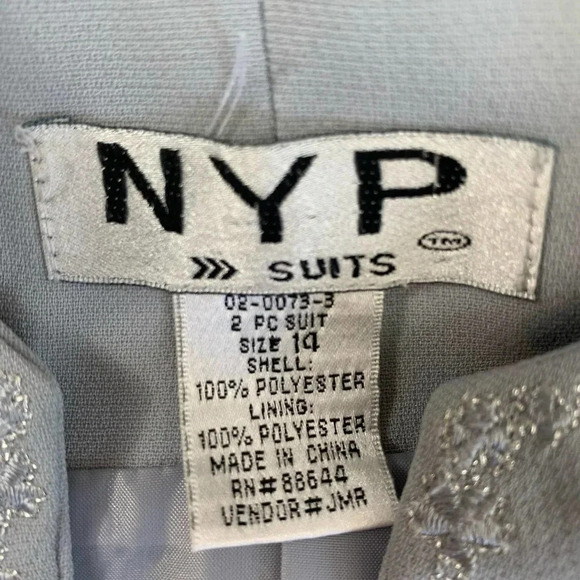 NYP
TM
>>> SUITS
02-0073-3
2 PC SUIT
SIZE 14
SHELL:
100% POLYESTER
LINING:
100% POLYESTER
MADE IN CHINA
RN# 88644
VENDOR# JMR